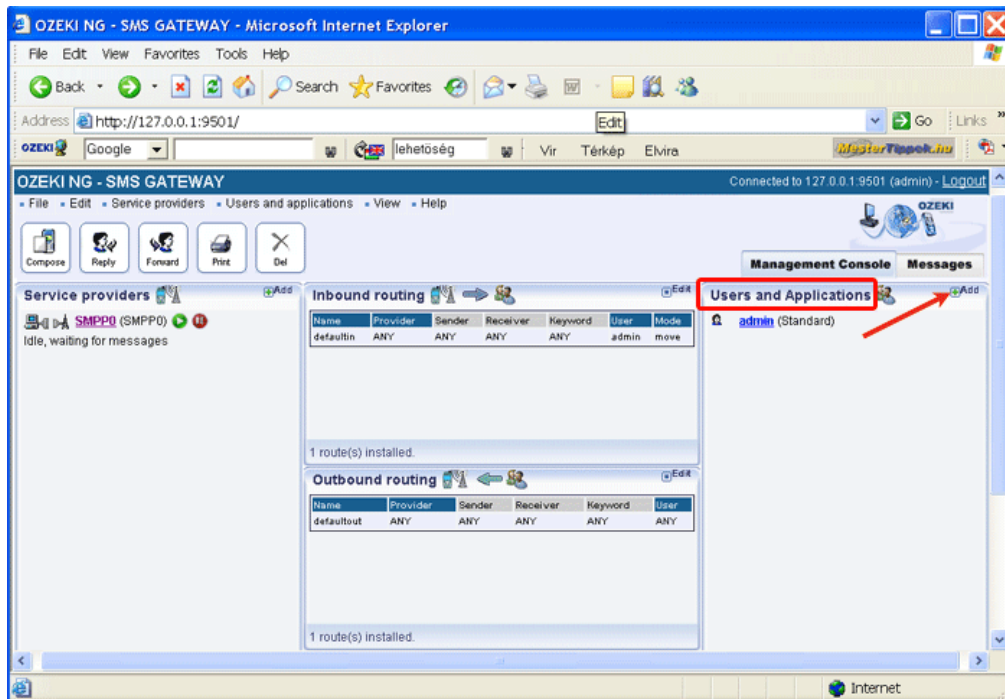 OZEKI NG - SMS GATEWAY - Microsoft Internet Explorer
File Edit View Favorites Tools Help
Back Search Favorites
Address http://127.0.0.1:9501/ Edit Go Links »
OZEKI Google lehetőség Vir Térkép Elvira MesterTippek.hu
OZEKI NG - SMS GATEWAY Connected to 127.0.0.1:9501 (admin) - Logout
File Edit Service providers Users and applications View Help
OZEKI
Compose Reply Forward Print Del
Management Console Messages
Service providers Add
SMPP0 (SMPP0)
Idle, waiting for messages
Inbound routing Edit
Name Provider Sender Receiver Keyword User Mode
defaultin ANY ANY ANY ANY admin move
1 route(s) installed.
Outbound routing Edit
Name Provider Sender Receiver Keyword User
defaultout ANY ANY ANY ANY ANY
1 route(s) installed.
Users and Applications Add
admin (Standard)
Internet